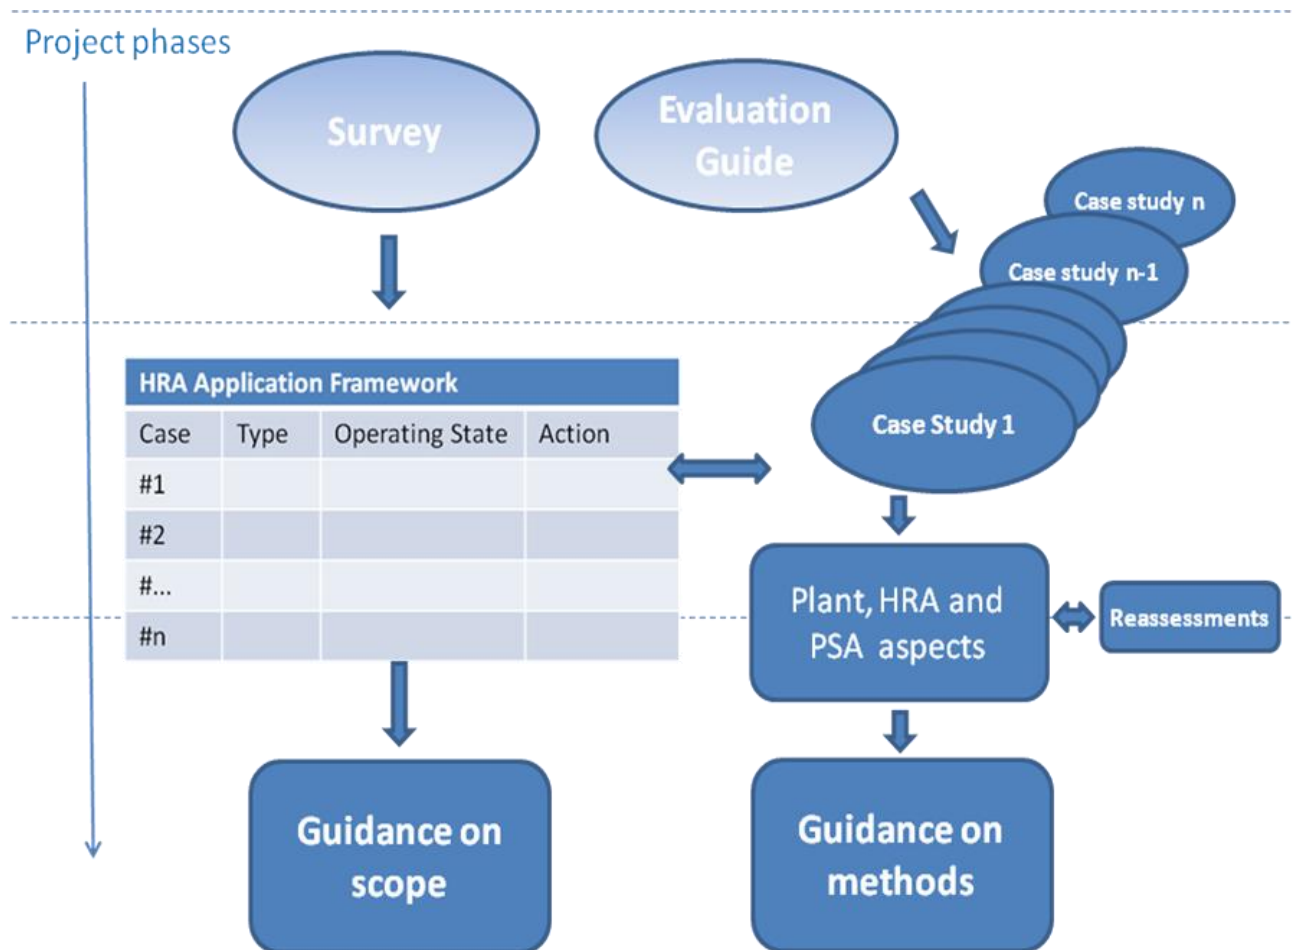 Project phases
Survey
Evaluation
Guide
Case study n
Case study n-1
Case Study 1
HRA Application Framework
Case Type Operating State Action
#1
#2
#...
#n
Plant, HRA and
PSA aspects
Reassessments
Guidance on
scope
Guidance on
methods